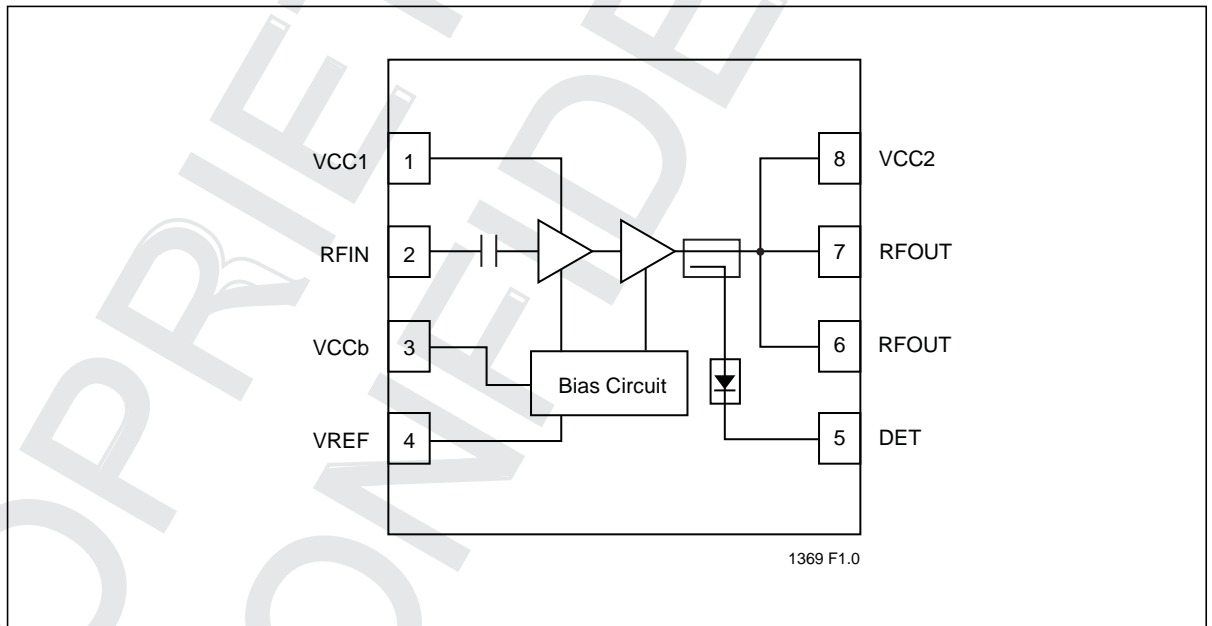 VCC1
1
RFIN
2
VCCb
3
VREF
4
Bias Circuit
8
VCC2
7
RFOUT
6
RFOUT
5
DET
1369 F1.0